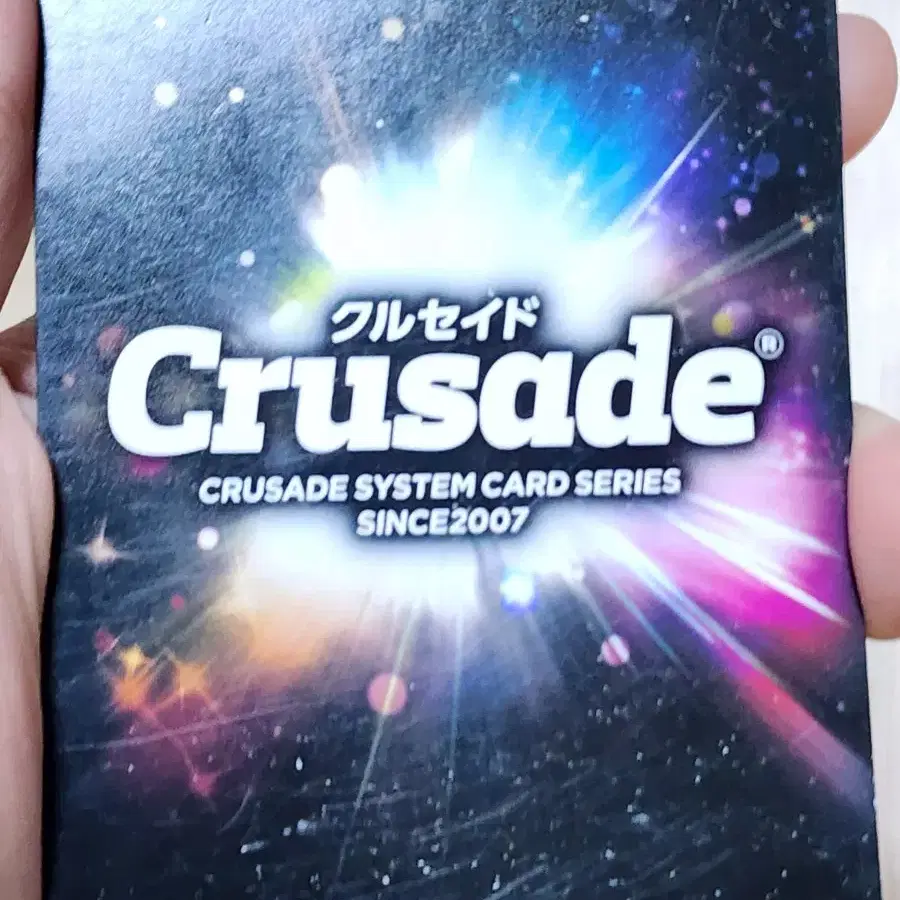 クルセイド
Crusade®
CRUSADE SYSTEM CARD SERIES
SINCE2007